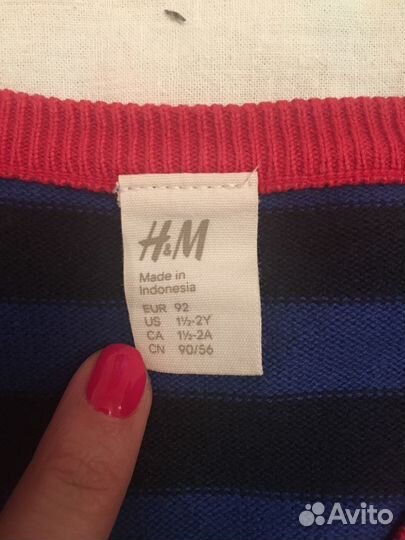 H&M
Made in
Indonesia
EUR 92
US 1½-2Y
CA 1½-2A
CN 90/56
Avito